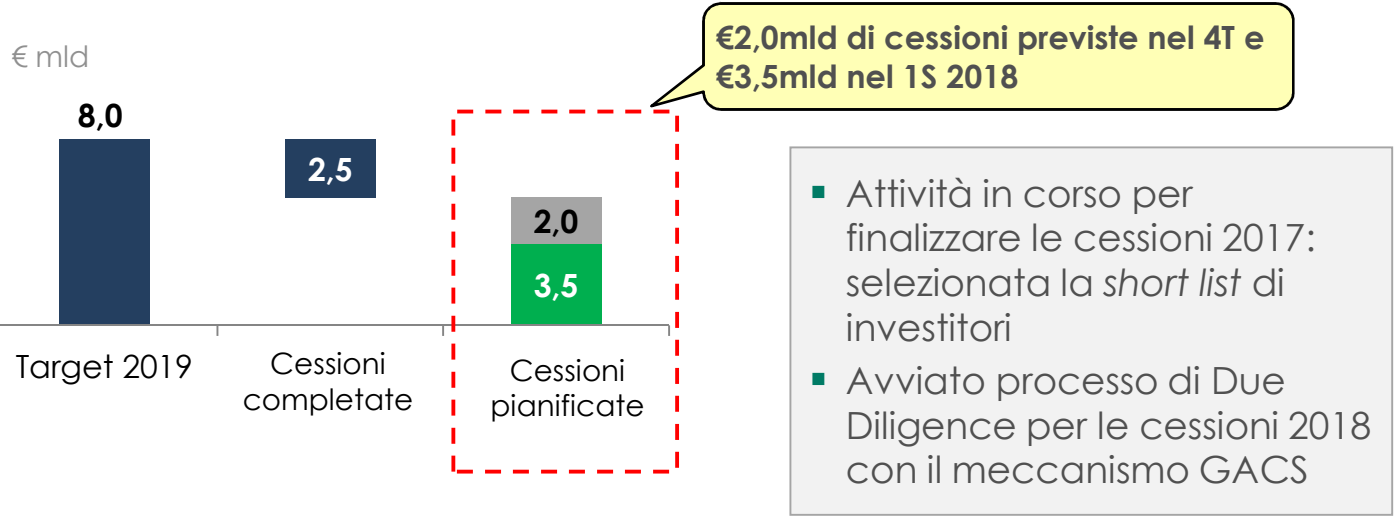 €2,0mld di cessioni previste nel 4T e
€3,5mld nel 1S 2018
€ mld
8,0
2,5
2,0
3,5
Target 2019
Cessioni
completate
Cessioni
pianificate
▪ Attività in corso per
finalizzare le cessioni 2017:
selezionata la short list di
investitori
▪ Avviato processo di Due
Diligence per le cessioni 2018
con il meccanismo GACS